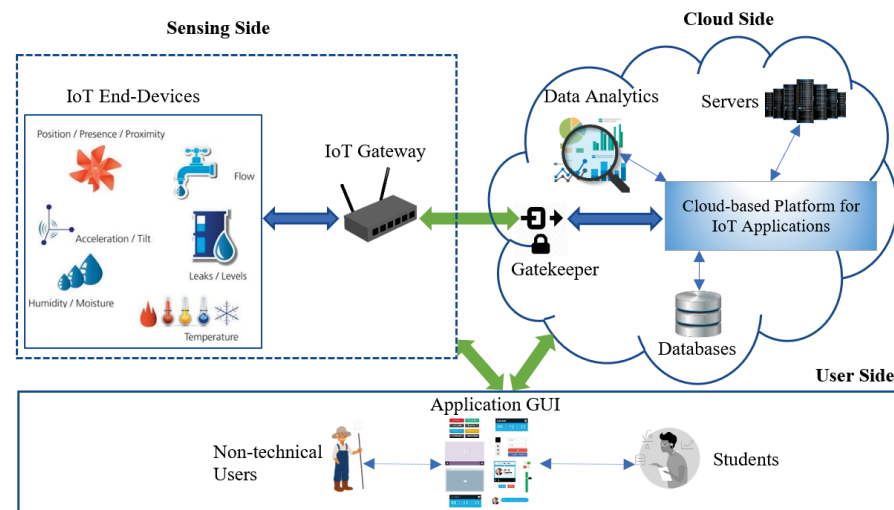 Sensing Side
Cloud Side
IoT End-Devices
Position / Presence / Proximity
Flow
Acceleration / Tilt
Leaks / Levels
Humidity / Moisture
Temperature
IoT Gateway
Data Analytics
Servers
Gatekeeper
Cloud-based Platform for
IoT Applications
Databases
User Side
Application GUI
Non-technical
Users
Students